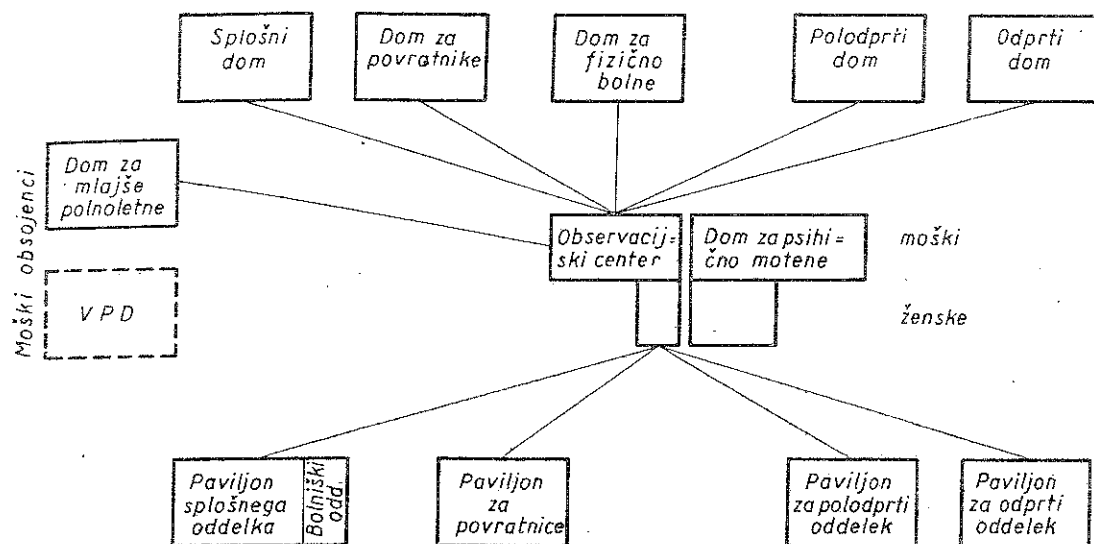 Splošni
dom
Dom za
povratnike
Dom za
fizično
bolne
Polodprti
dom
Odprti
dom
Moški obsojenci
Dom za
mlajše
polnoletne
VPD
Observacij=
ski center
Dom za psihi=
čno motene
moški
ženske
Paviljon
splošnega
oddelka
Bolniški
odd.
Paviljon
za
povratnice
Paviljon
za polodprti
oddelek
Paviljon
za odprti
oddelek